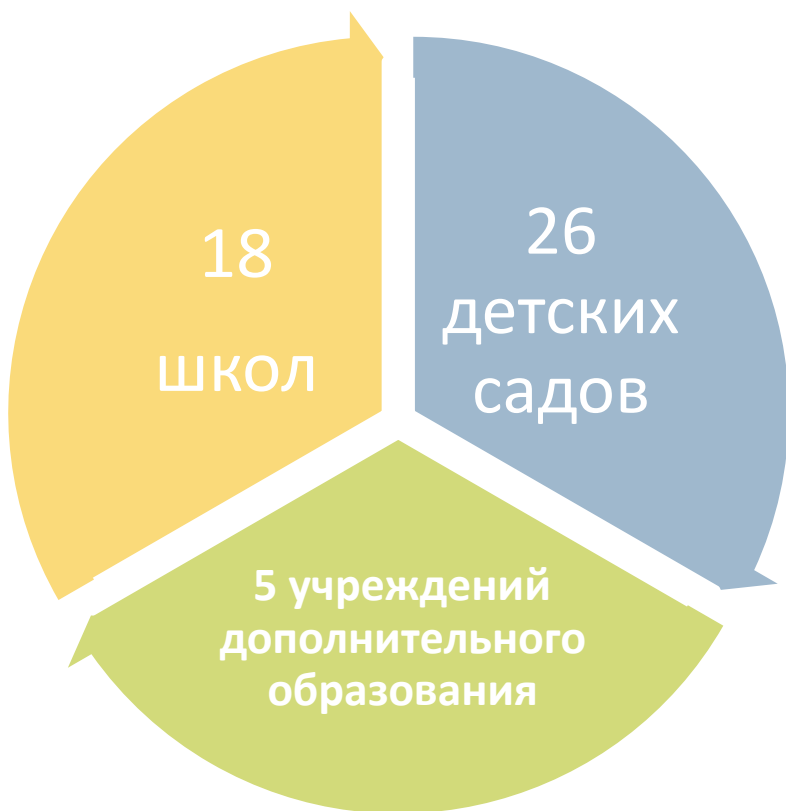 18
школ
26
детских
садов
5 учреждений
дополнительного
образования